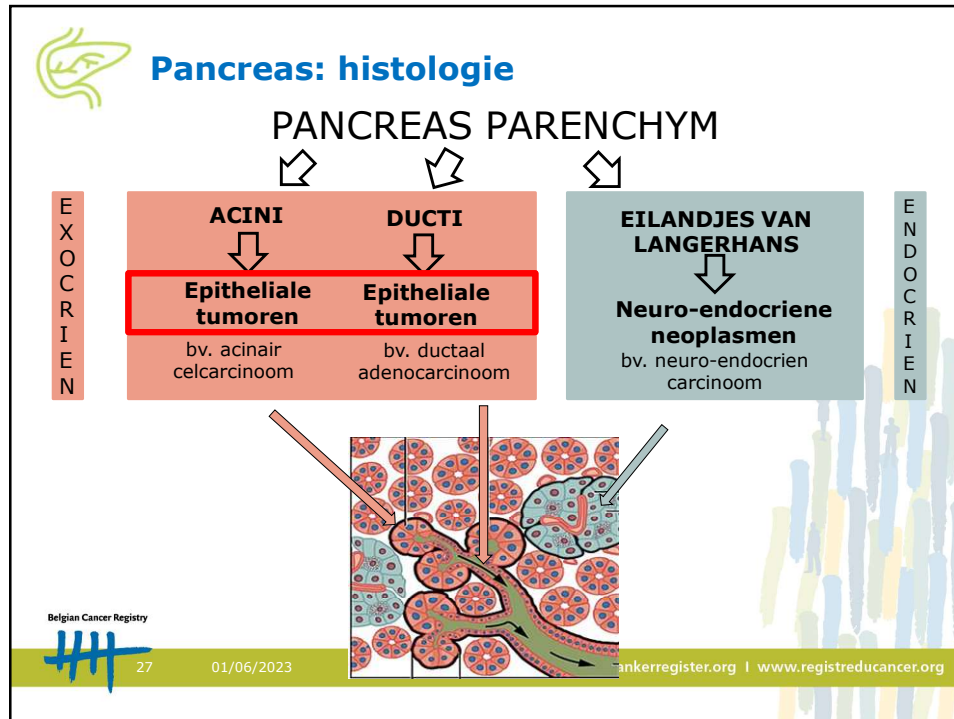 Pancreas: histologie
PANCREAS PARENCHYM
EXOCRIEN
ACINI
Epitheliale
tumoren
bv. acinair
celcarcinoom
DUCTI
Epitheliale
tumoren
bv. ductaal
adenocarcinoom
EILANDJES VAN
LANGERHANS
Neuro-endocriene
neoplasmen
bv. neuro-endocrien
carcinoom
ENDOCRIEN
Belgian Cancer Registry
27 01/06/2023 ankerregister.org I www.registreducancer.org